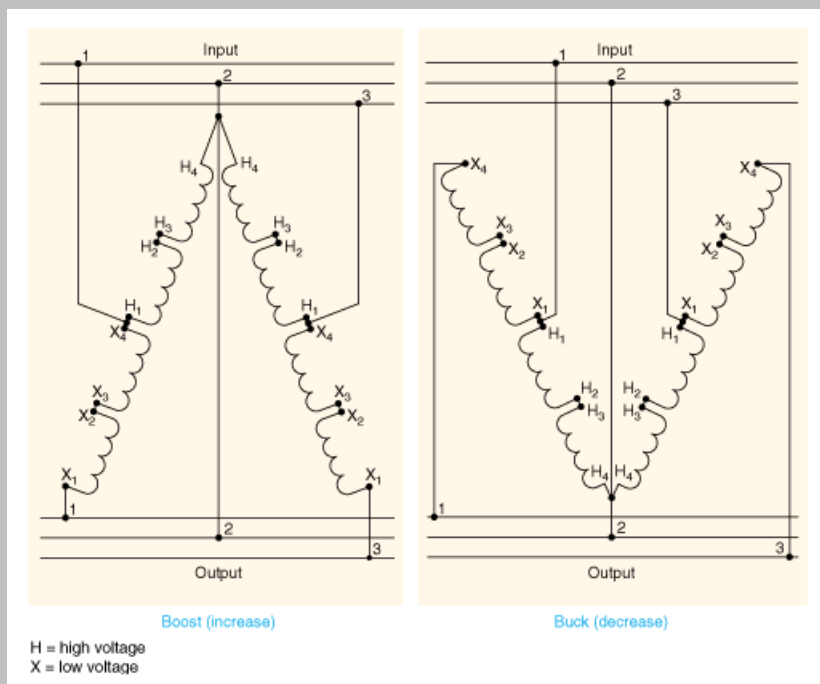 Input
1
2
3
H4 H4
H3 H3
H2 H2
H1 H1
X4 X4
X3 X3
X2 X2
X1 X1
1
2
3
Output
Boost (increase)
Input
1
2
3
X4 X4
X3 X3
X2 X2
X1 X1
H1 H1
H2 H2
H3 H3
H4 H4
1
2
3
Output
Buck (decrease)
H = high voltage
X = low voltage